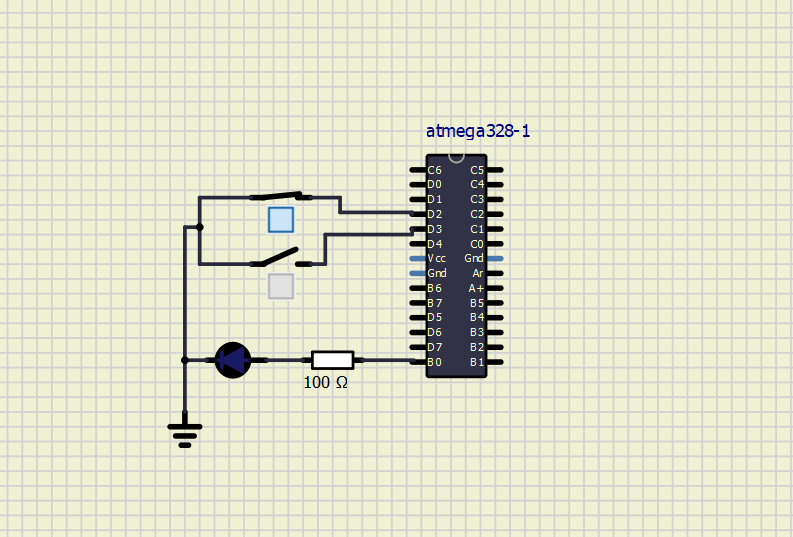 atmega328-1
C6 C5
D0 C4
D1 C3
D2 C2
D3 C1
D4 C0
Vcc Gnd
Gnd Ar
B6 A+
B7 B5
D5 B4
D6 B3
D7 B2
B0 B1
100 Ω